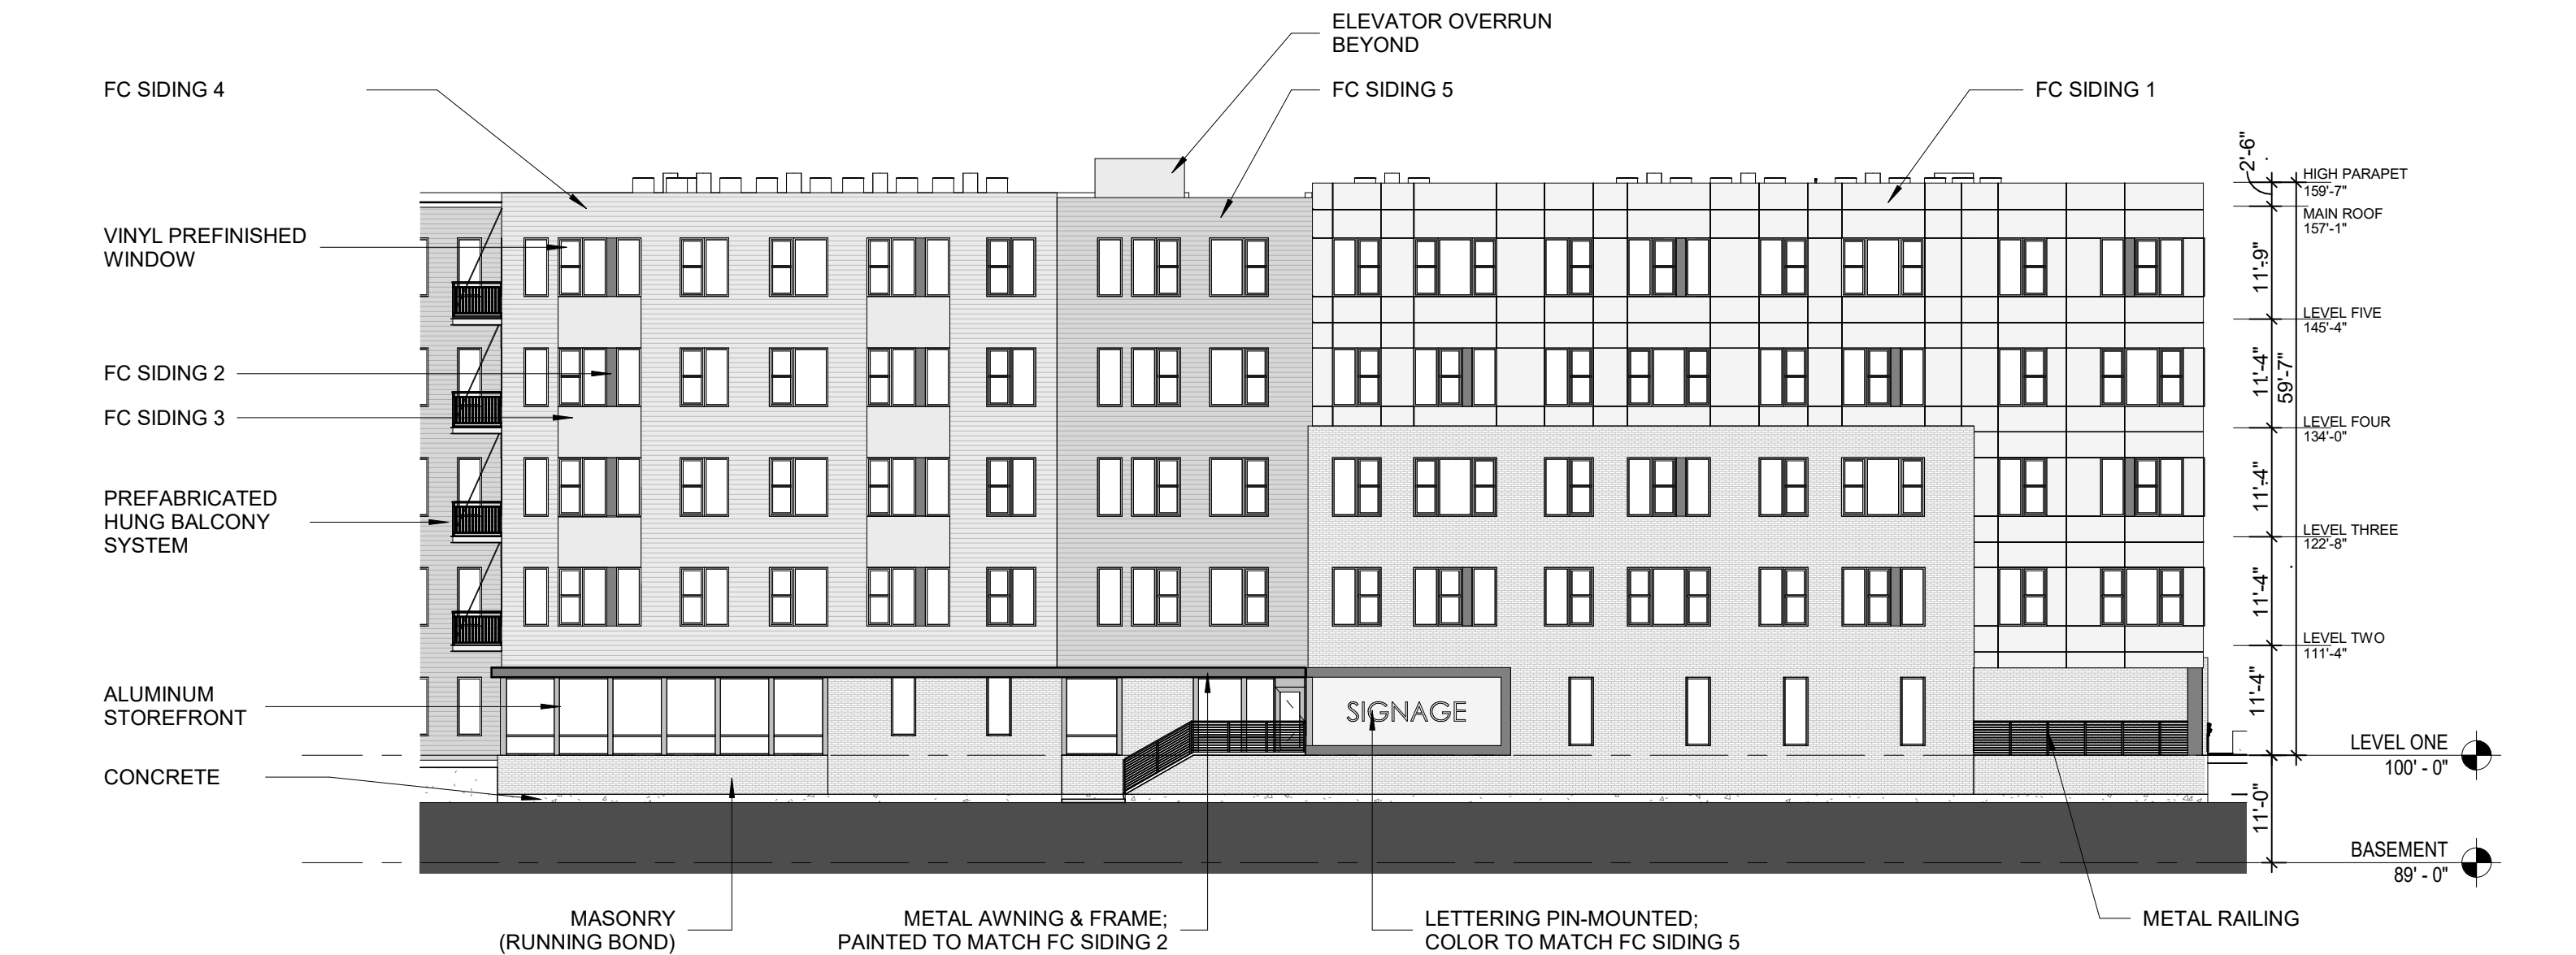 ELEVATOR OVERRUN
BEYOND
FC SIDING 4
FC SIDING 5
FC SIDING 1
VINYL PREFINISHED
WINDOW
FC SIDING 2
FC SIDING 3
PREFABRICATED
HUNG BALCONY
SYSTEM
ALUMINUM
STOREFRONT
CONCRETE
SIGNAGE
2'-6"
HIGH PARAPET
159'-7"
MAIN ROOF
157'-1"
11'-9"
LEVEL FIVE
145'-4"
11'-4"
59'-7"
LEVEL FOUR
134'-0"
11'-4"
LEVEL THREE
122'-8"
11'-4"
LEVEL TWO
111'-4"
11'-4"
LEVEL ONE
100' - 0"
11'-0"
BASEMENT
89' - 0"
MASONRY
(RUNNING BOND)
METAL AWNING & FRAME;
PAINTED TO MATCH FC SIDING 2
LETTERING PIN-MOUNTED;
COLOR TO MATCH FC SIDING 5
METAL RAILING